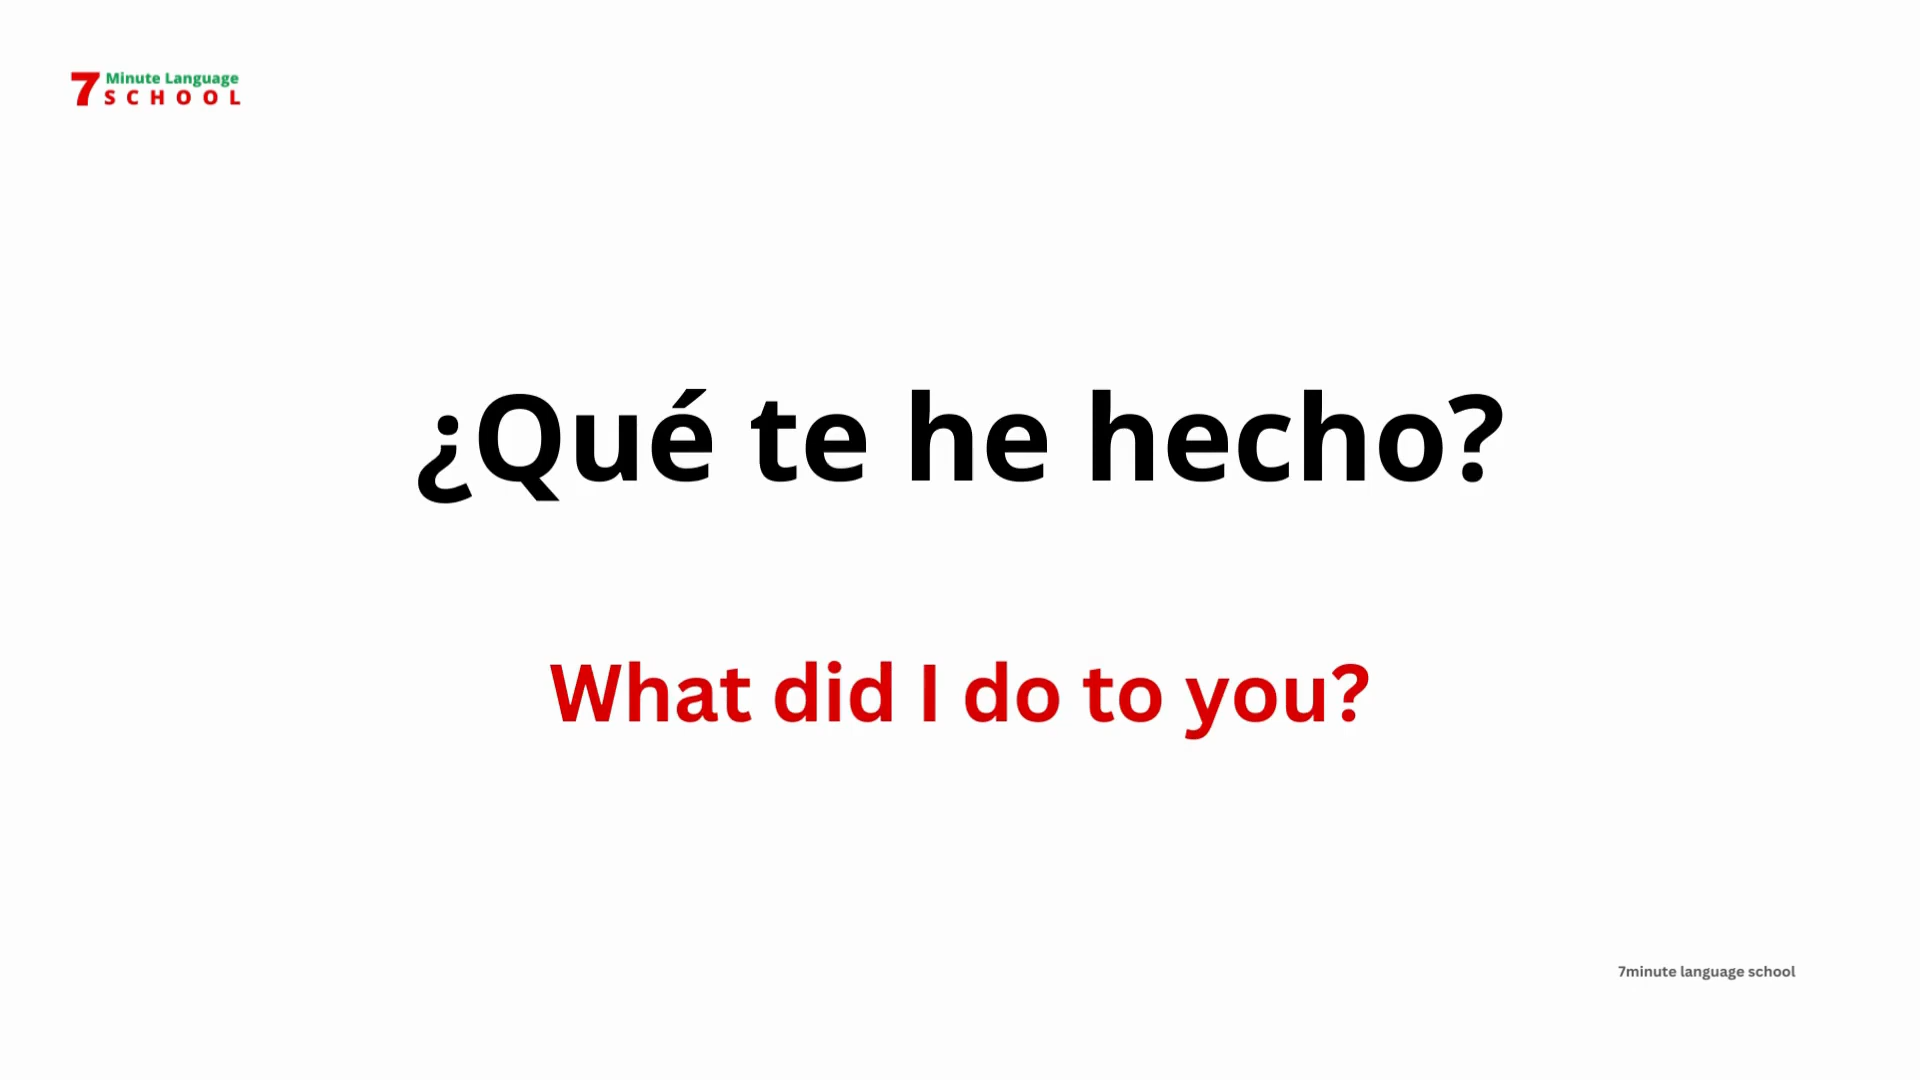 7 Minute Language
SCHOOL
¿Qué te he hecho?
What did I do to you?
7minute language school